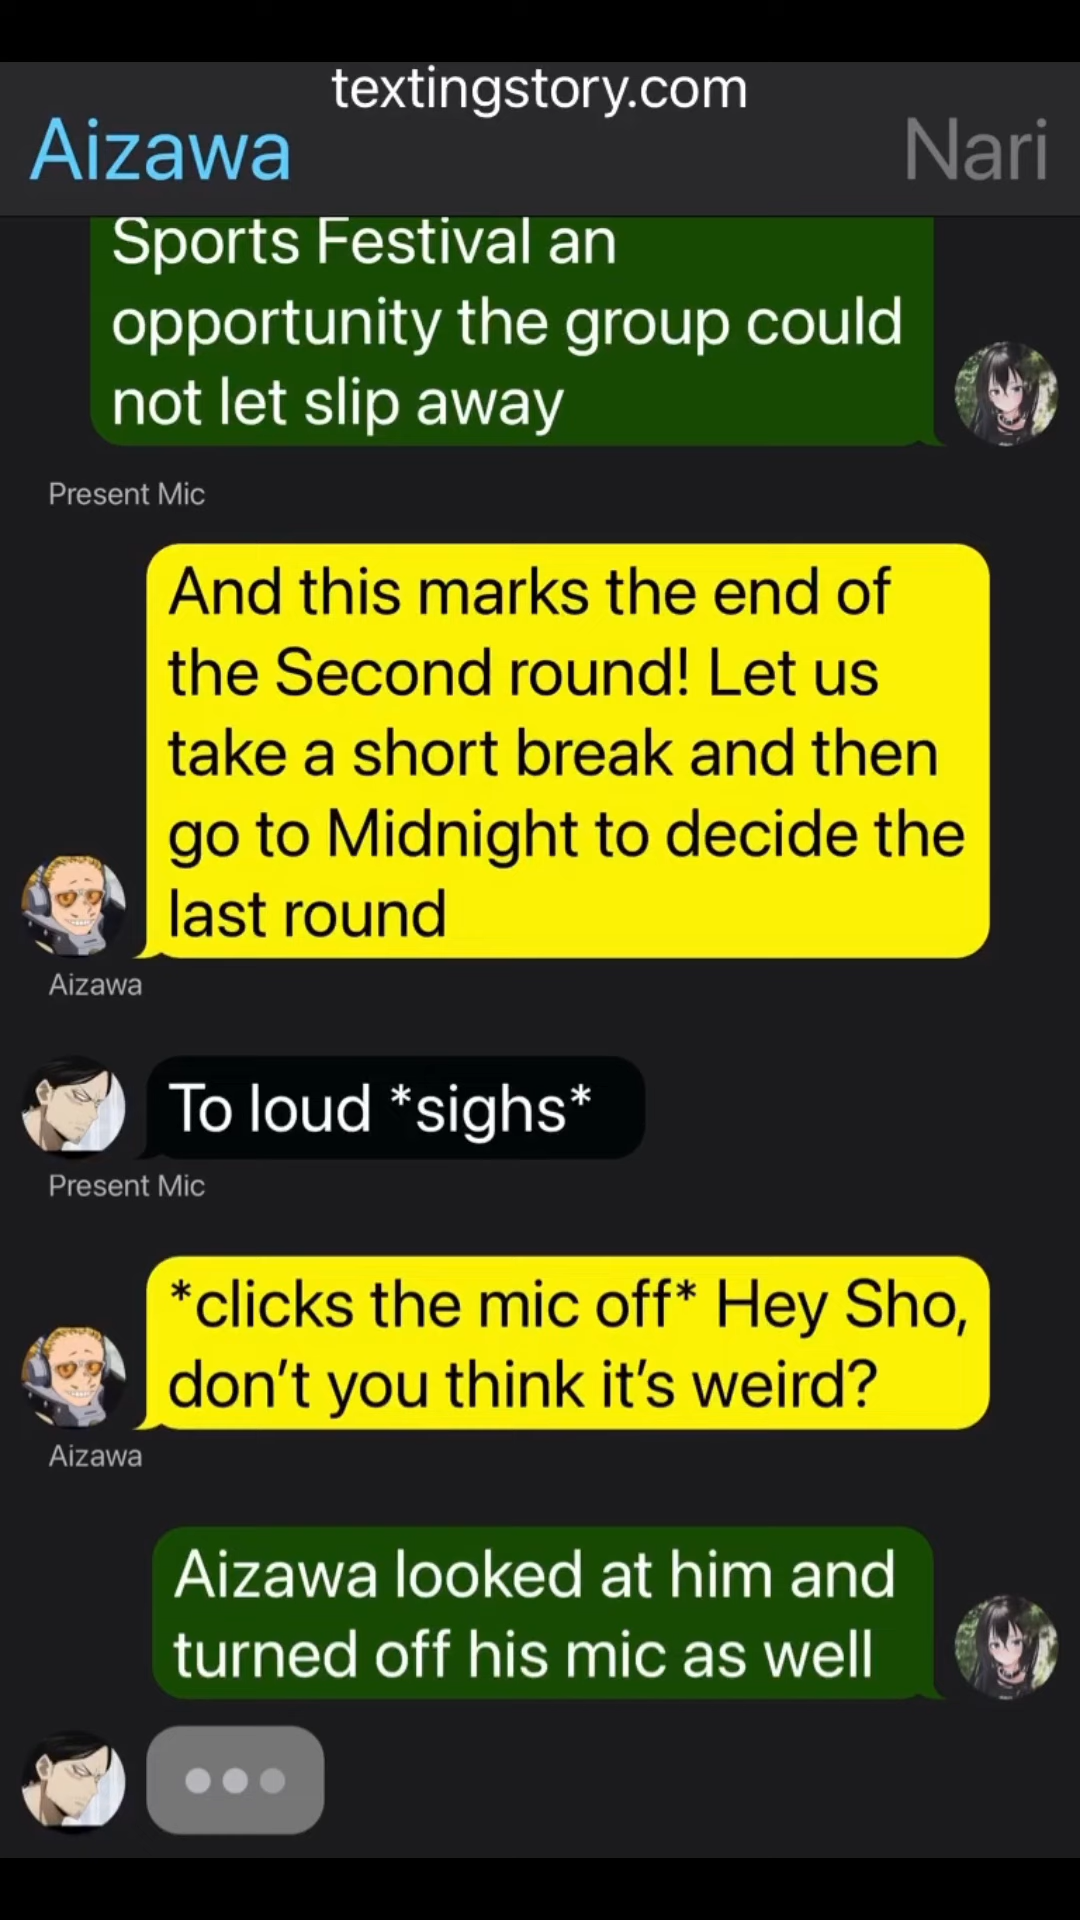 textingstory.com
Aizawa
Nari
Sports Festival an
opportunity the group could
not let slip away
Present Mic
And this marks the end of
the Second round! Let us
take a short break and then
go to Midnight to decide the
last round
Aizawa
To loud *sighs*
Present Mic
*clicks the mic off* Hey Sho,
don’t you think it’s weird?
Aizawa
Aizawa looked at him and
turned off his mic as well